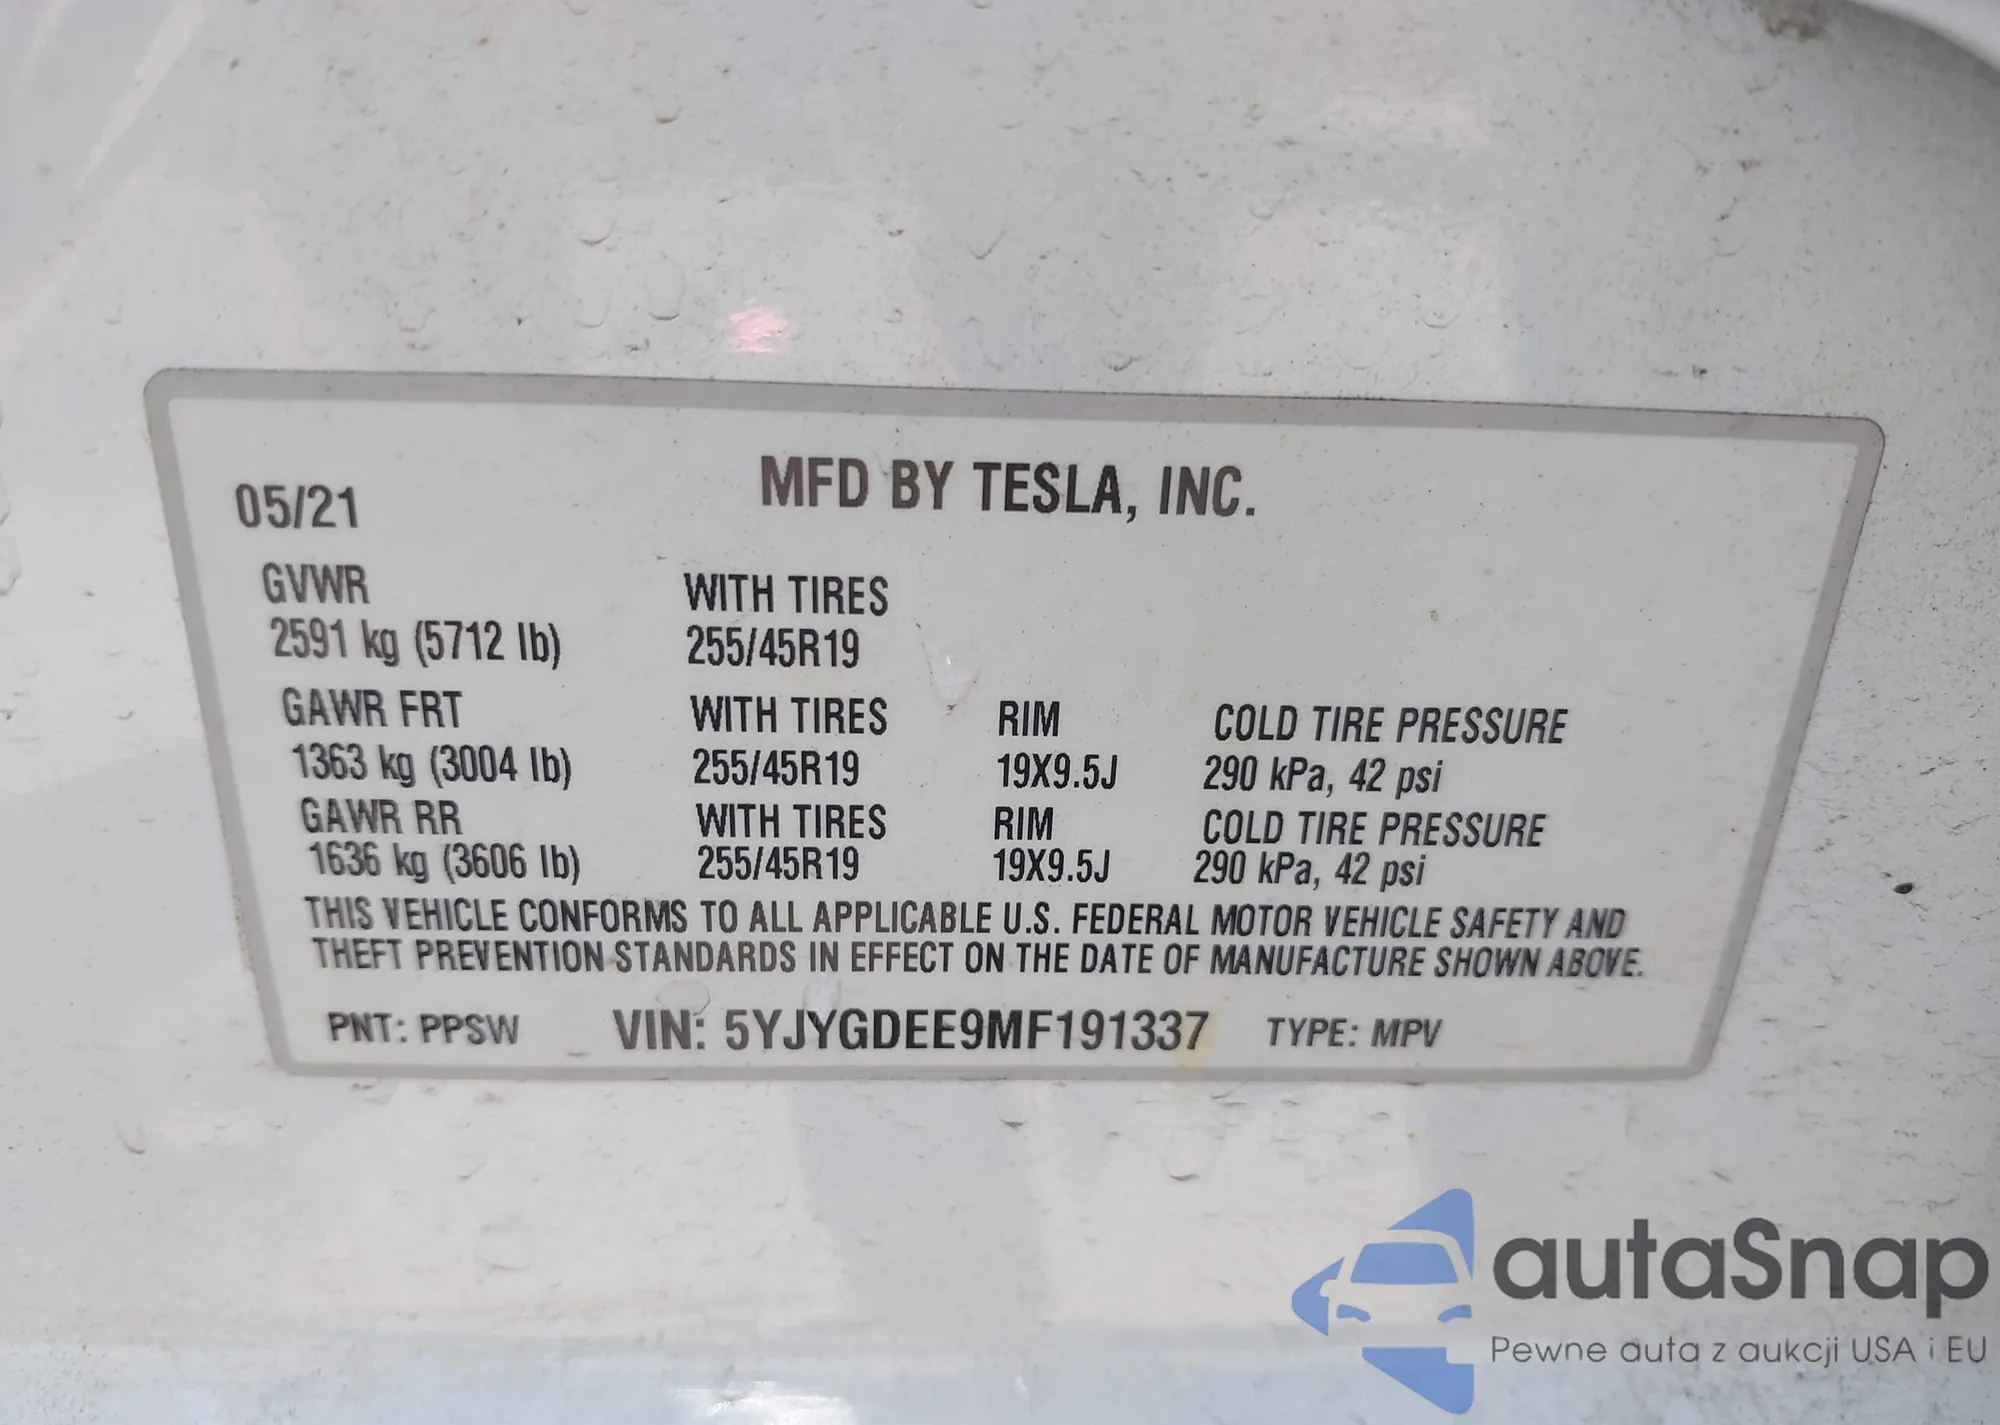 05/21 MFD BY TESLA, INC.
GVWR WITH TIRES
2591 kg (5712 lb) 255/45R19
GAWR FRT WITH TIRES RIM COLD TIRE PRESSURE
1363 kg (3004 lb) 255/45R19 19X9.5J 290 kPa, 42 psi
GAWR RR WITH TIRES RIM COLD TIRE PRESSURE
1636 kg (3606 lb) 255/45R19 19X9.5J 290 kPa, 42 psi
THIS VEHICLE CONFORMS TO ALL APPLICABLE U.S. FEDERAL MOTOR VEHICLE SAFETY AND
THEFT PREVENTION STANDARDS IN EFFECT ON THE DATE OF MANUFACTURE SHOWN ABOVE.
PNT: PPSW VIN: 5YJYGDEE9MF191337 TYPE: MPV
autaSnap
Pewne auta z aukcji USA i EU